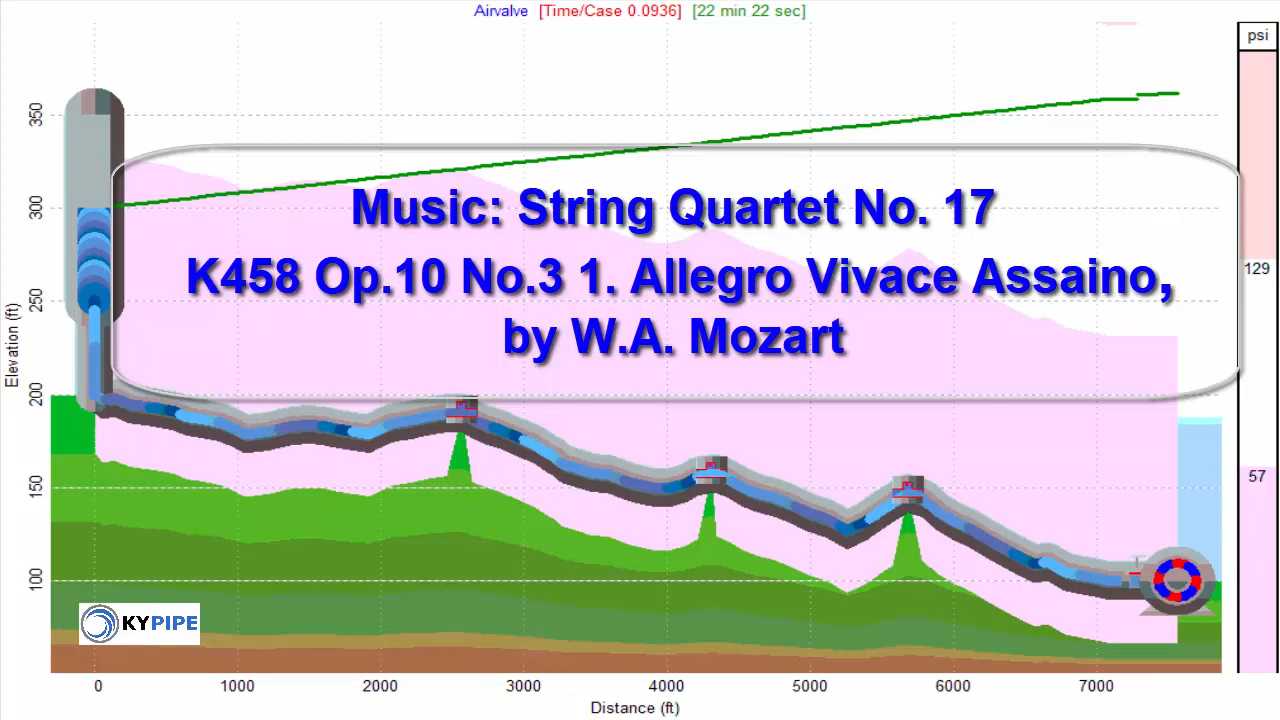 Airvalve [Time/Case 0.0936] [22 min 22 sec]
psi
350
300
250
200
150
100
Elevation (ft)
Music: String Quartet No. 17
K458 Op.10 No.3 1. Allegro Vivace Assaino,
by W.A. Mozart
129
57
KYPIPE
0 1000 2000 3000 4000 5000 6000 7000
Distance (ft)